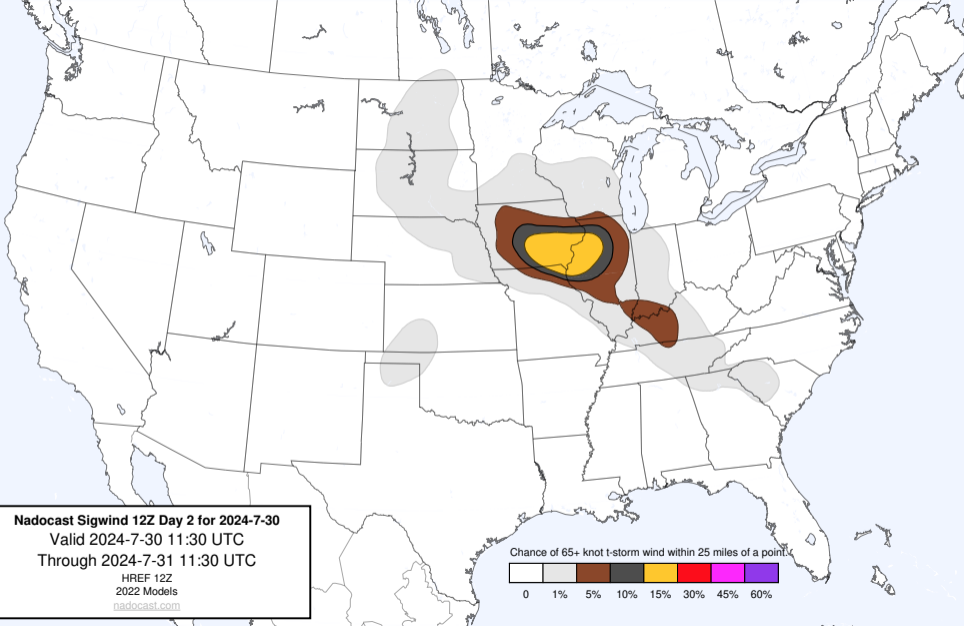 Nadocast Sigwind 12Z Day 2 for 2024-7-30
Valid 2024-7-30 11:30 UTC
Through 2024-7-31 11:30 UTC
HREF 12Z
2022 Models
nadocast.com
Chance of 65+ knot t-storm wind within 25 miles of a point.
0 1% 5% 10% 15% 30% 45% 60%